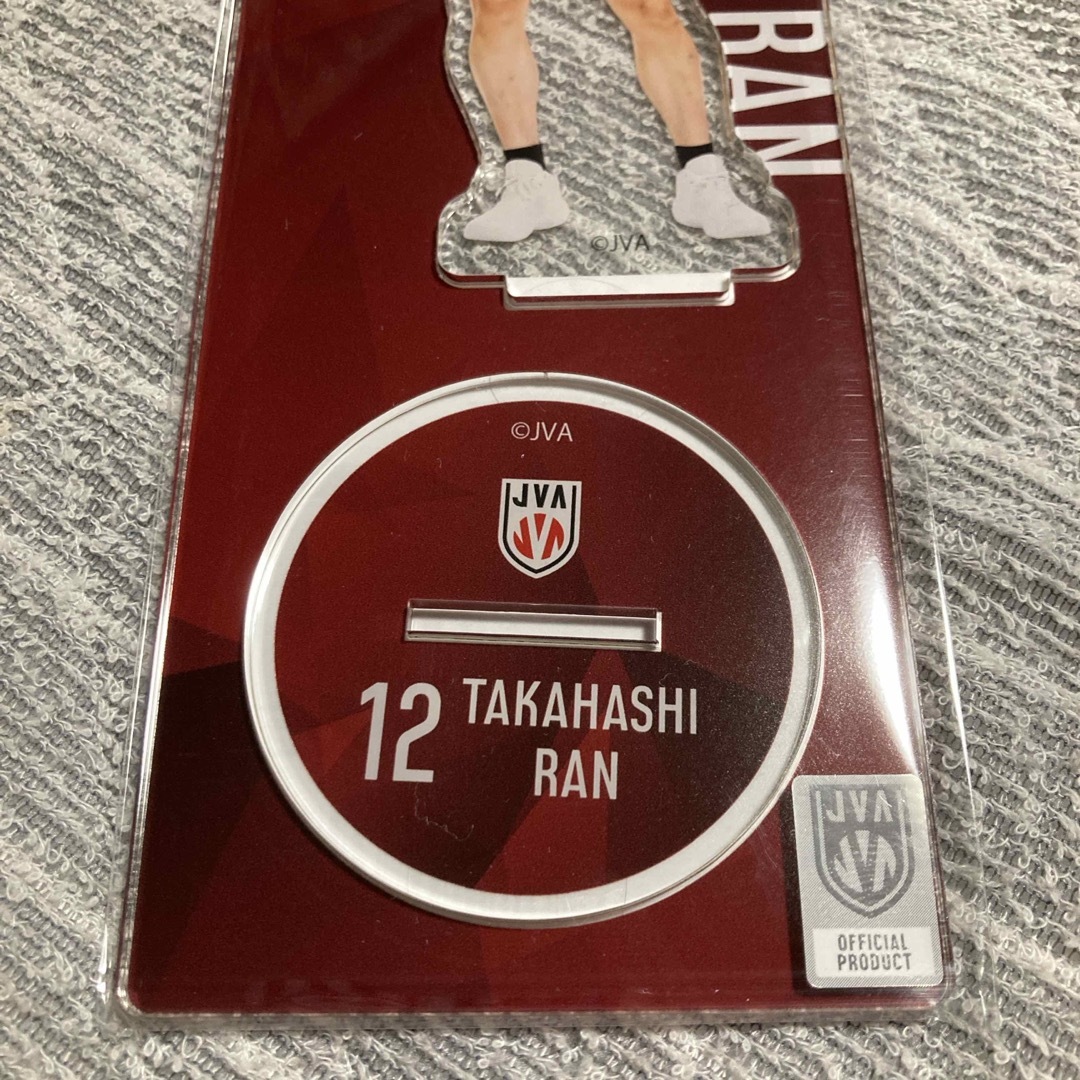 RAN
©JVA
©JVA
JVA
12 TAKAHASHI
RAN
JVA
OFFICIAL
PRODUCT